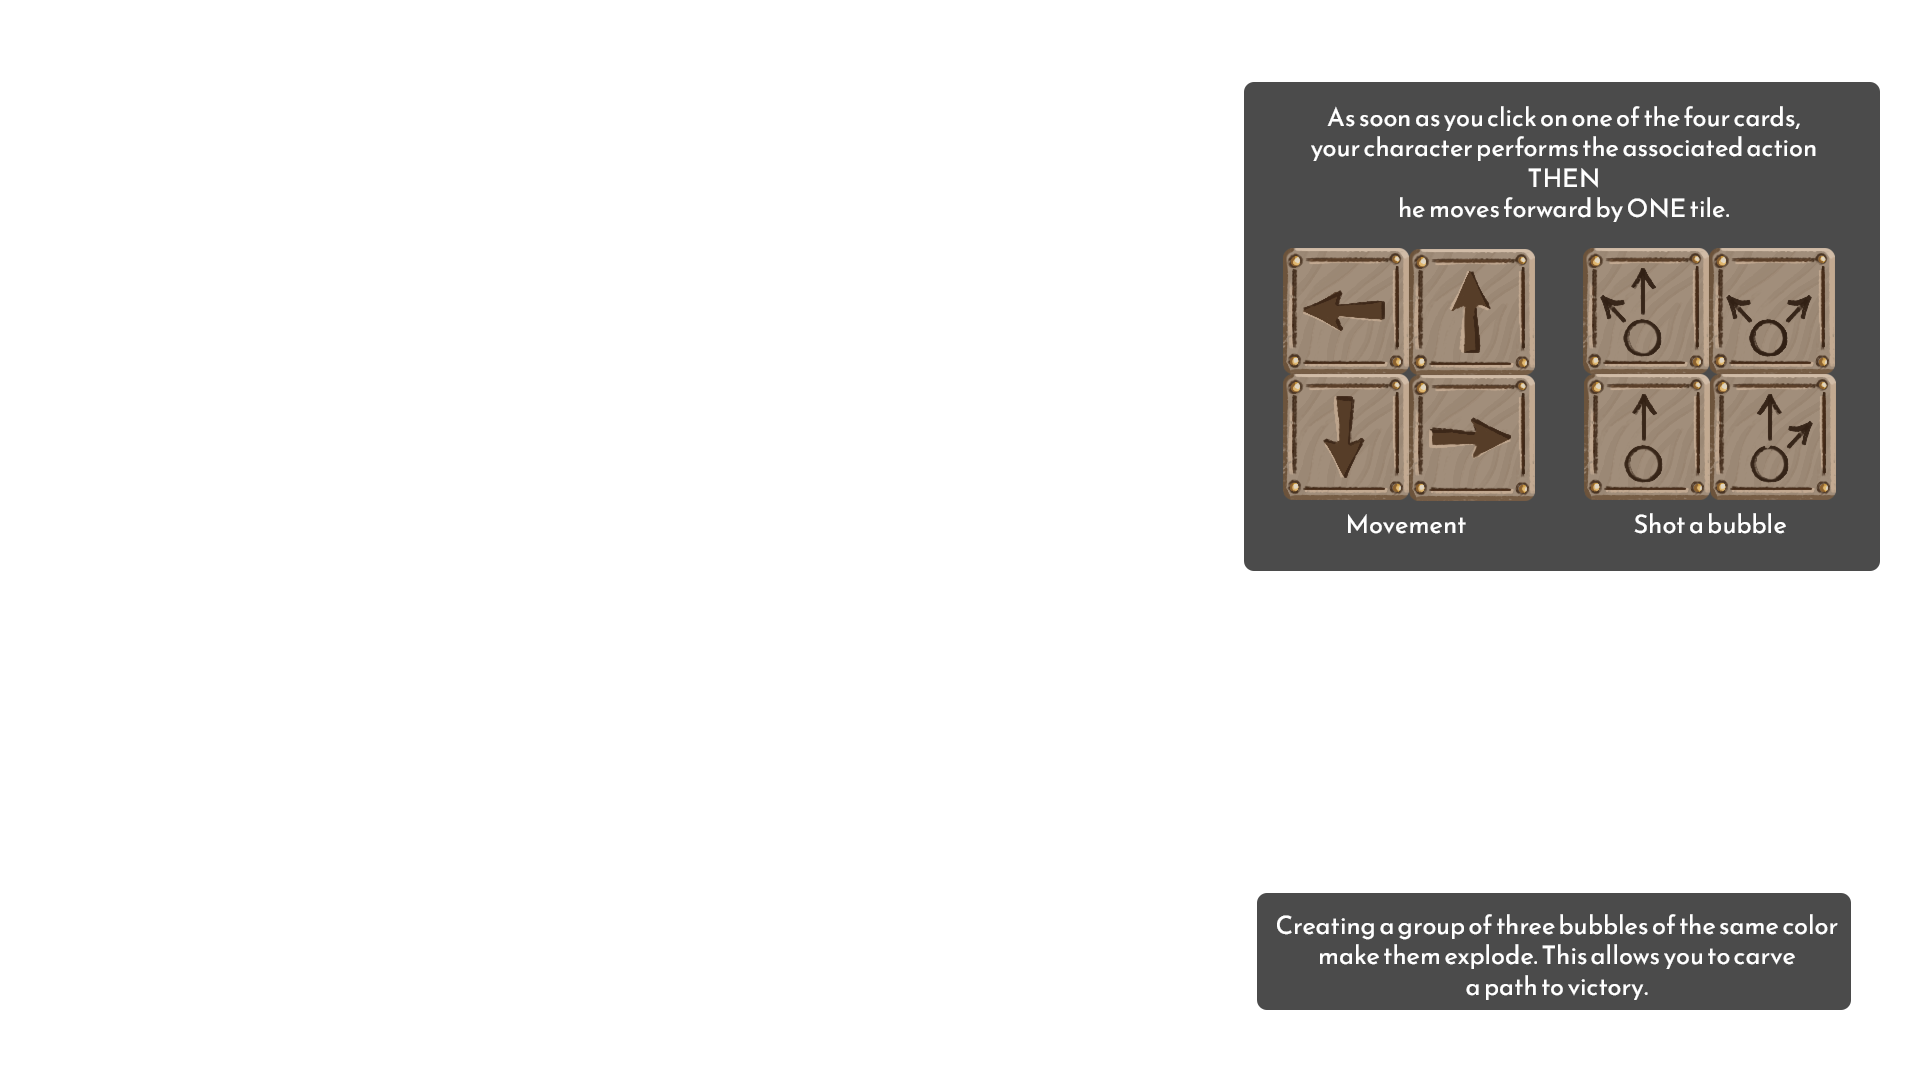 As soon as you click on one of the four cards,
your character performs the associated action
THEN
he moves forward by ONE tile.
Movement
Shot a bubble
Creating a group of three bubbles of the same color
make them explode. This allows you to carve
a path to victory.